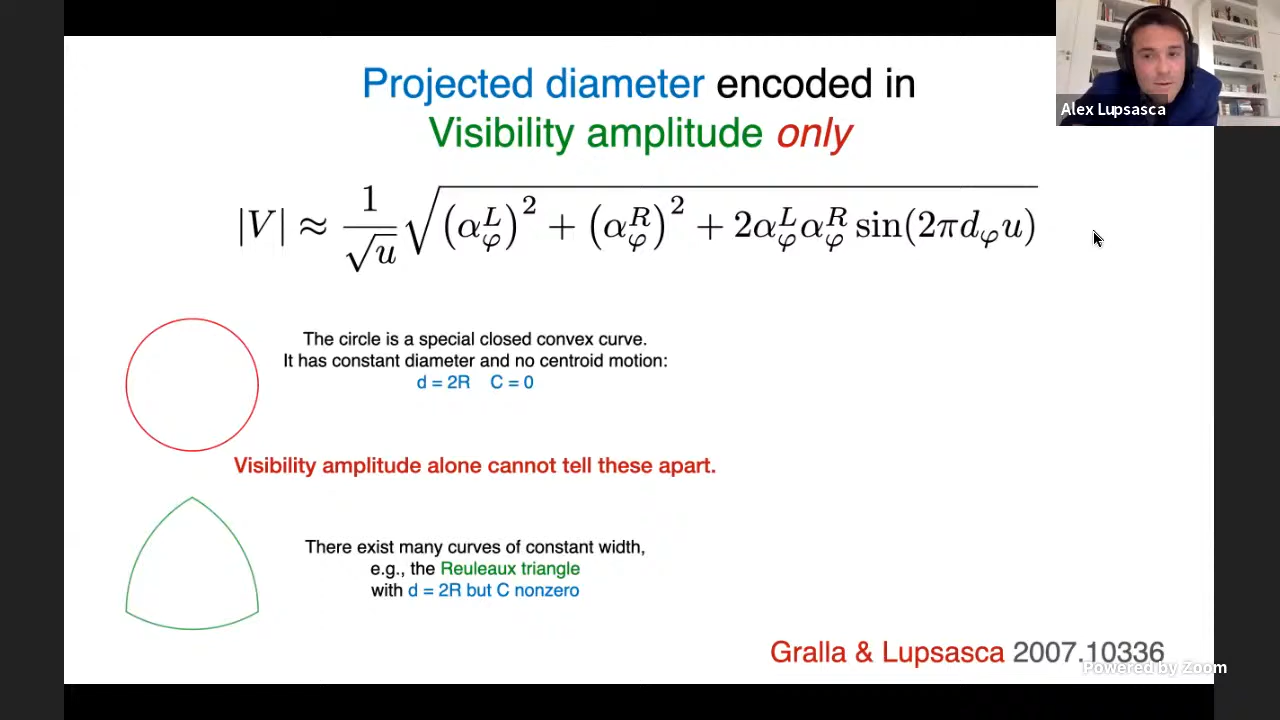 Projected diameter encoded in
Visibility amplitude only
|V| ≈ 1/√u √((α_φ^L)^2 + (α_φ^R)^2 + 2α_φ^L α_φ^R sin(2πd_φu))
The circle is a special closed convex curve.
It has constant diameter and no centroid motion:
d = 2R C = 0
Visibility amplitude alone cannot tell these apart.
There exist many curves of constant width,
e.g., the Reuleaux triangle
with d = 2R but C nonzero
Gralla & Lupsasca 2007.10336
Alex Lupsasca
Powered by Zoom